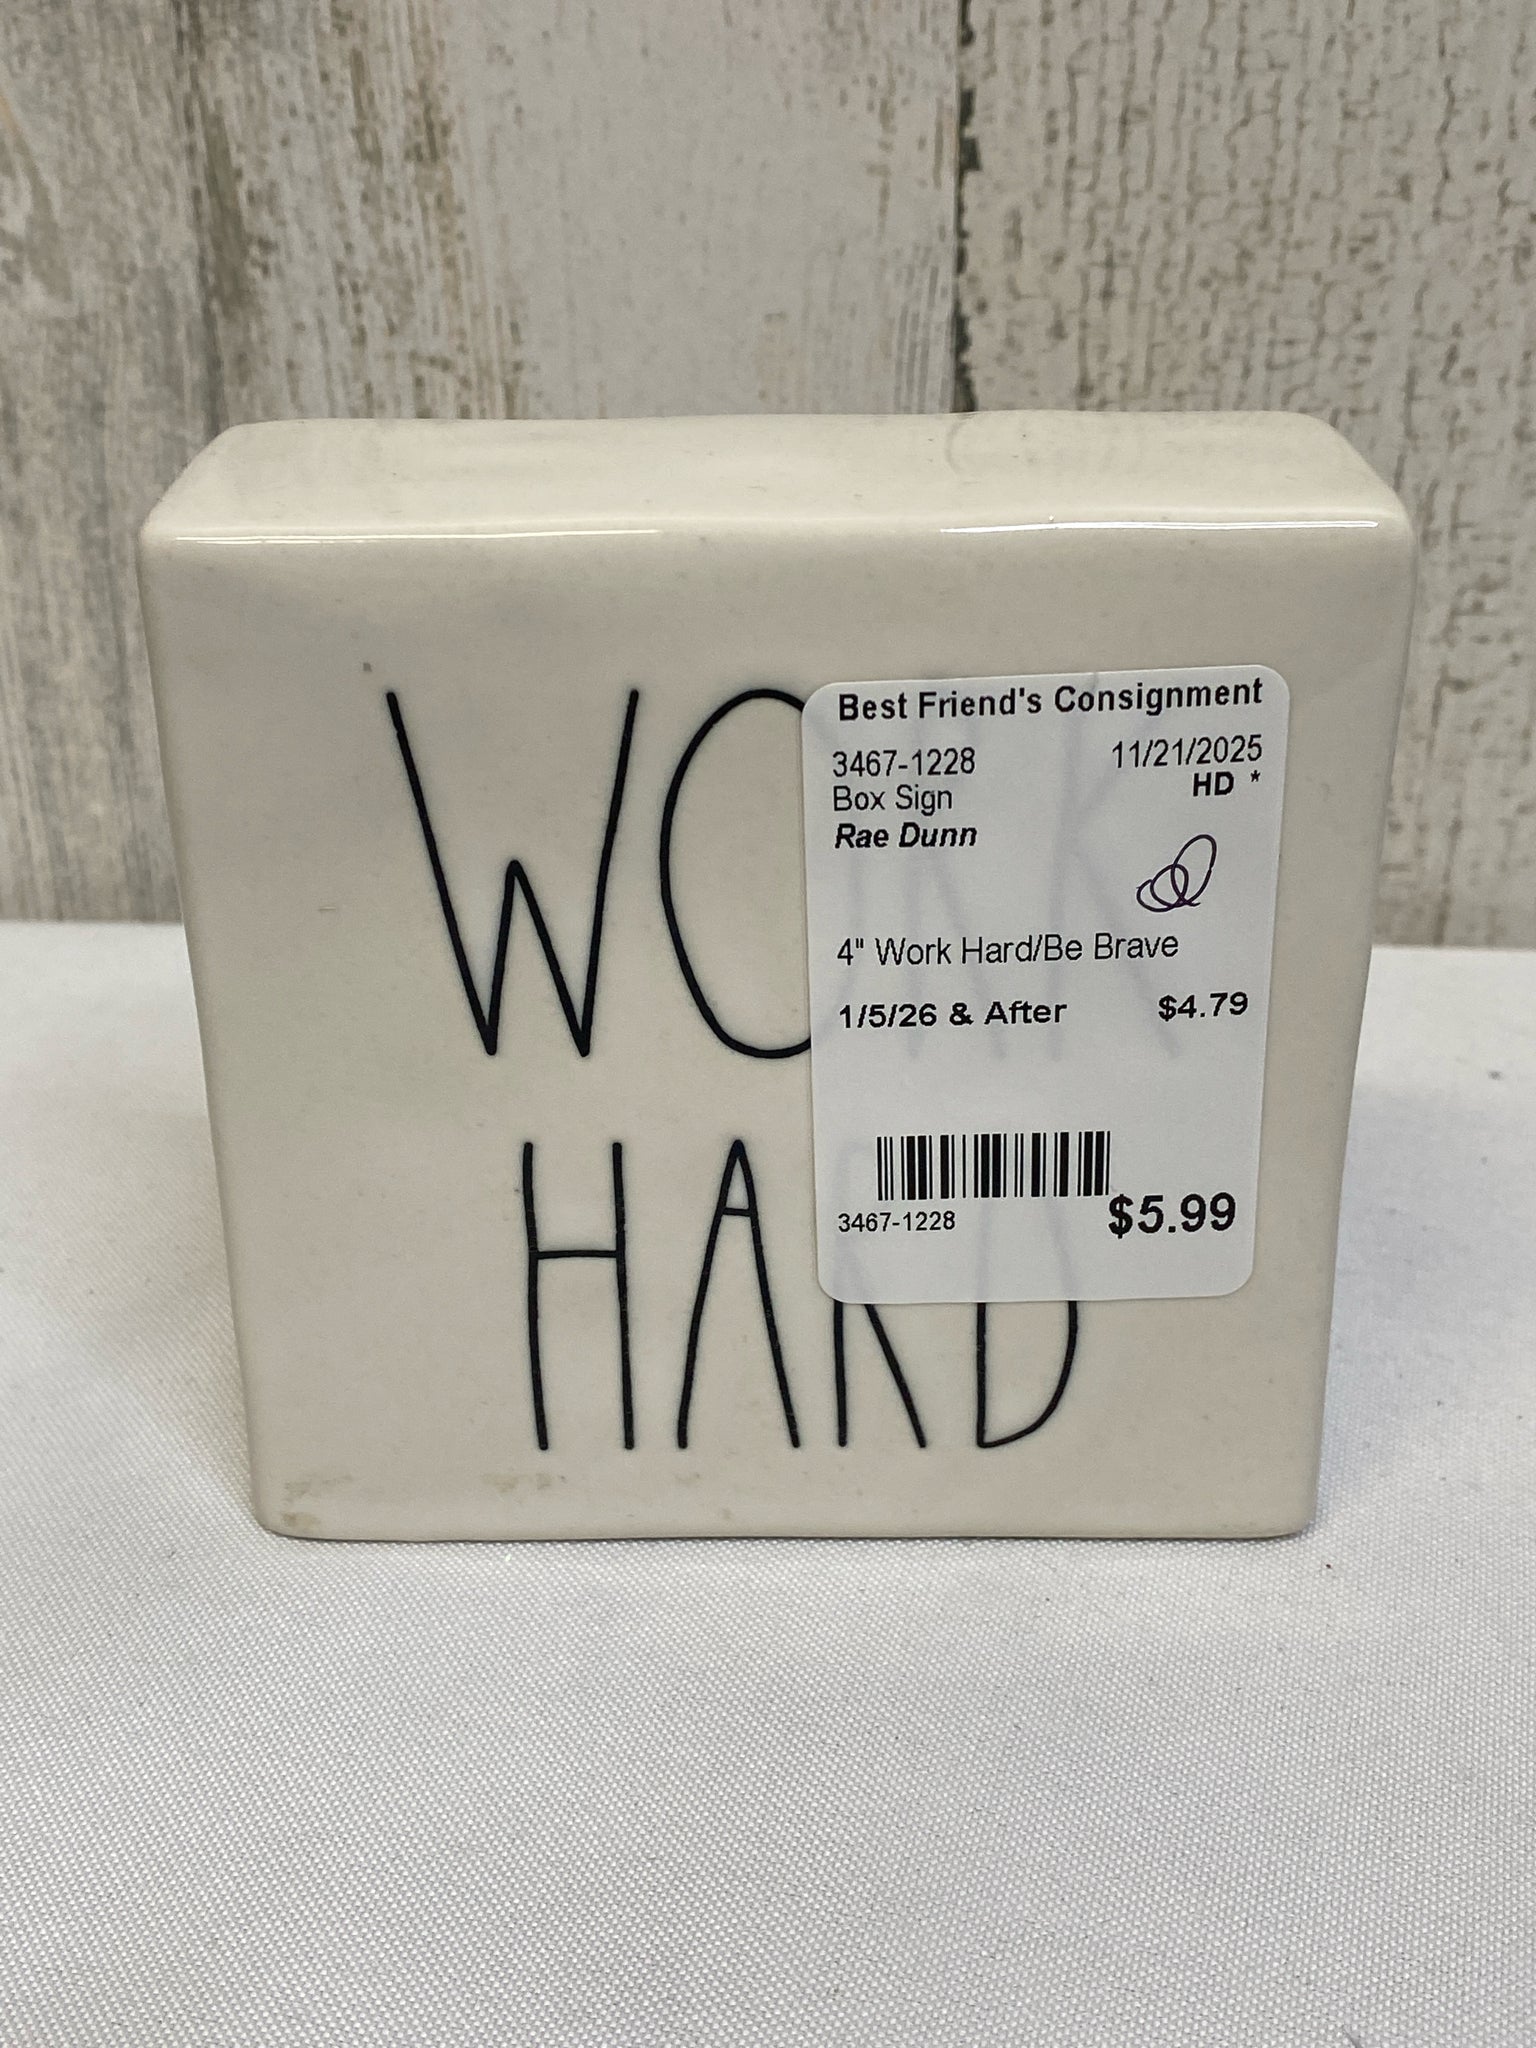 WORK
HARD
Best Friend's Consignment
3467-1228 11/21/2025
Box Sign HD *
Rae Dunn
4" Work Hard/Be Brave
1/5/26 & After $4.79
3467-1228 $5.99